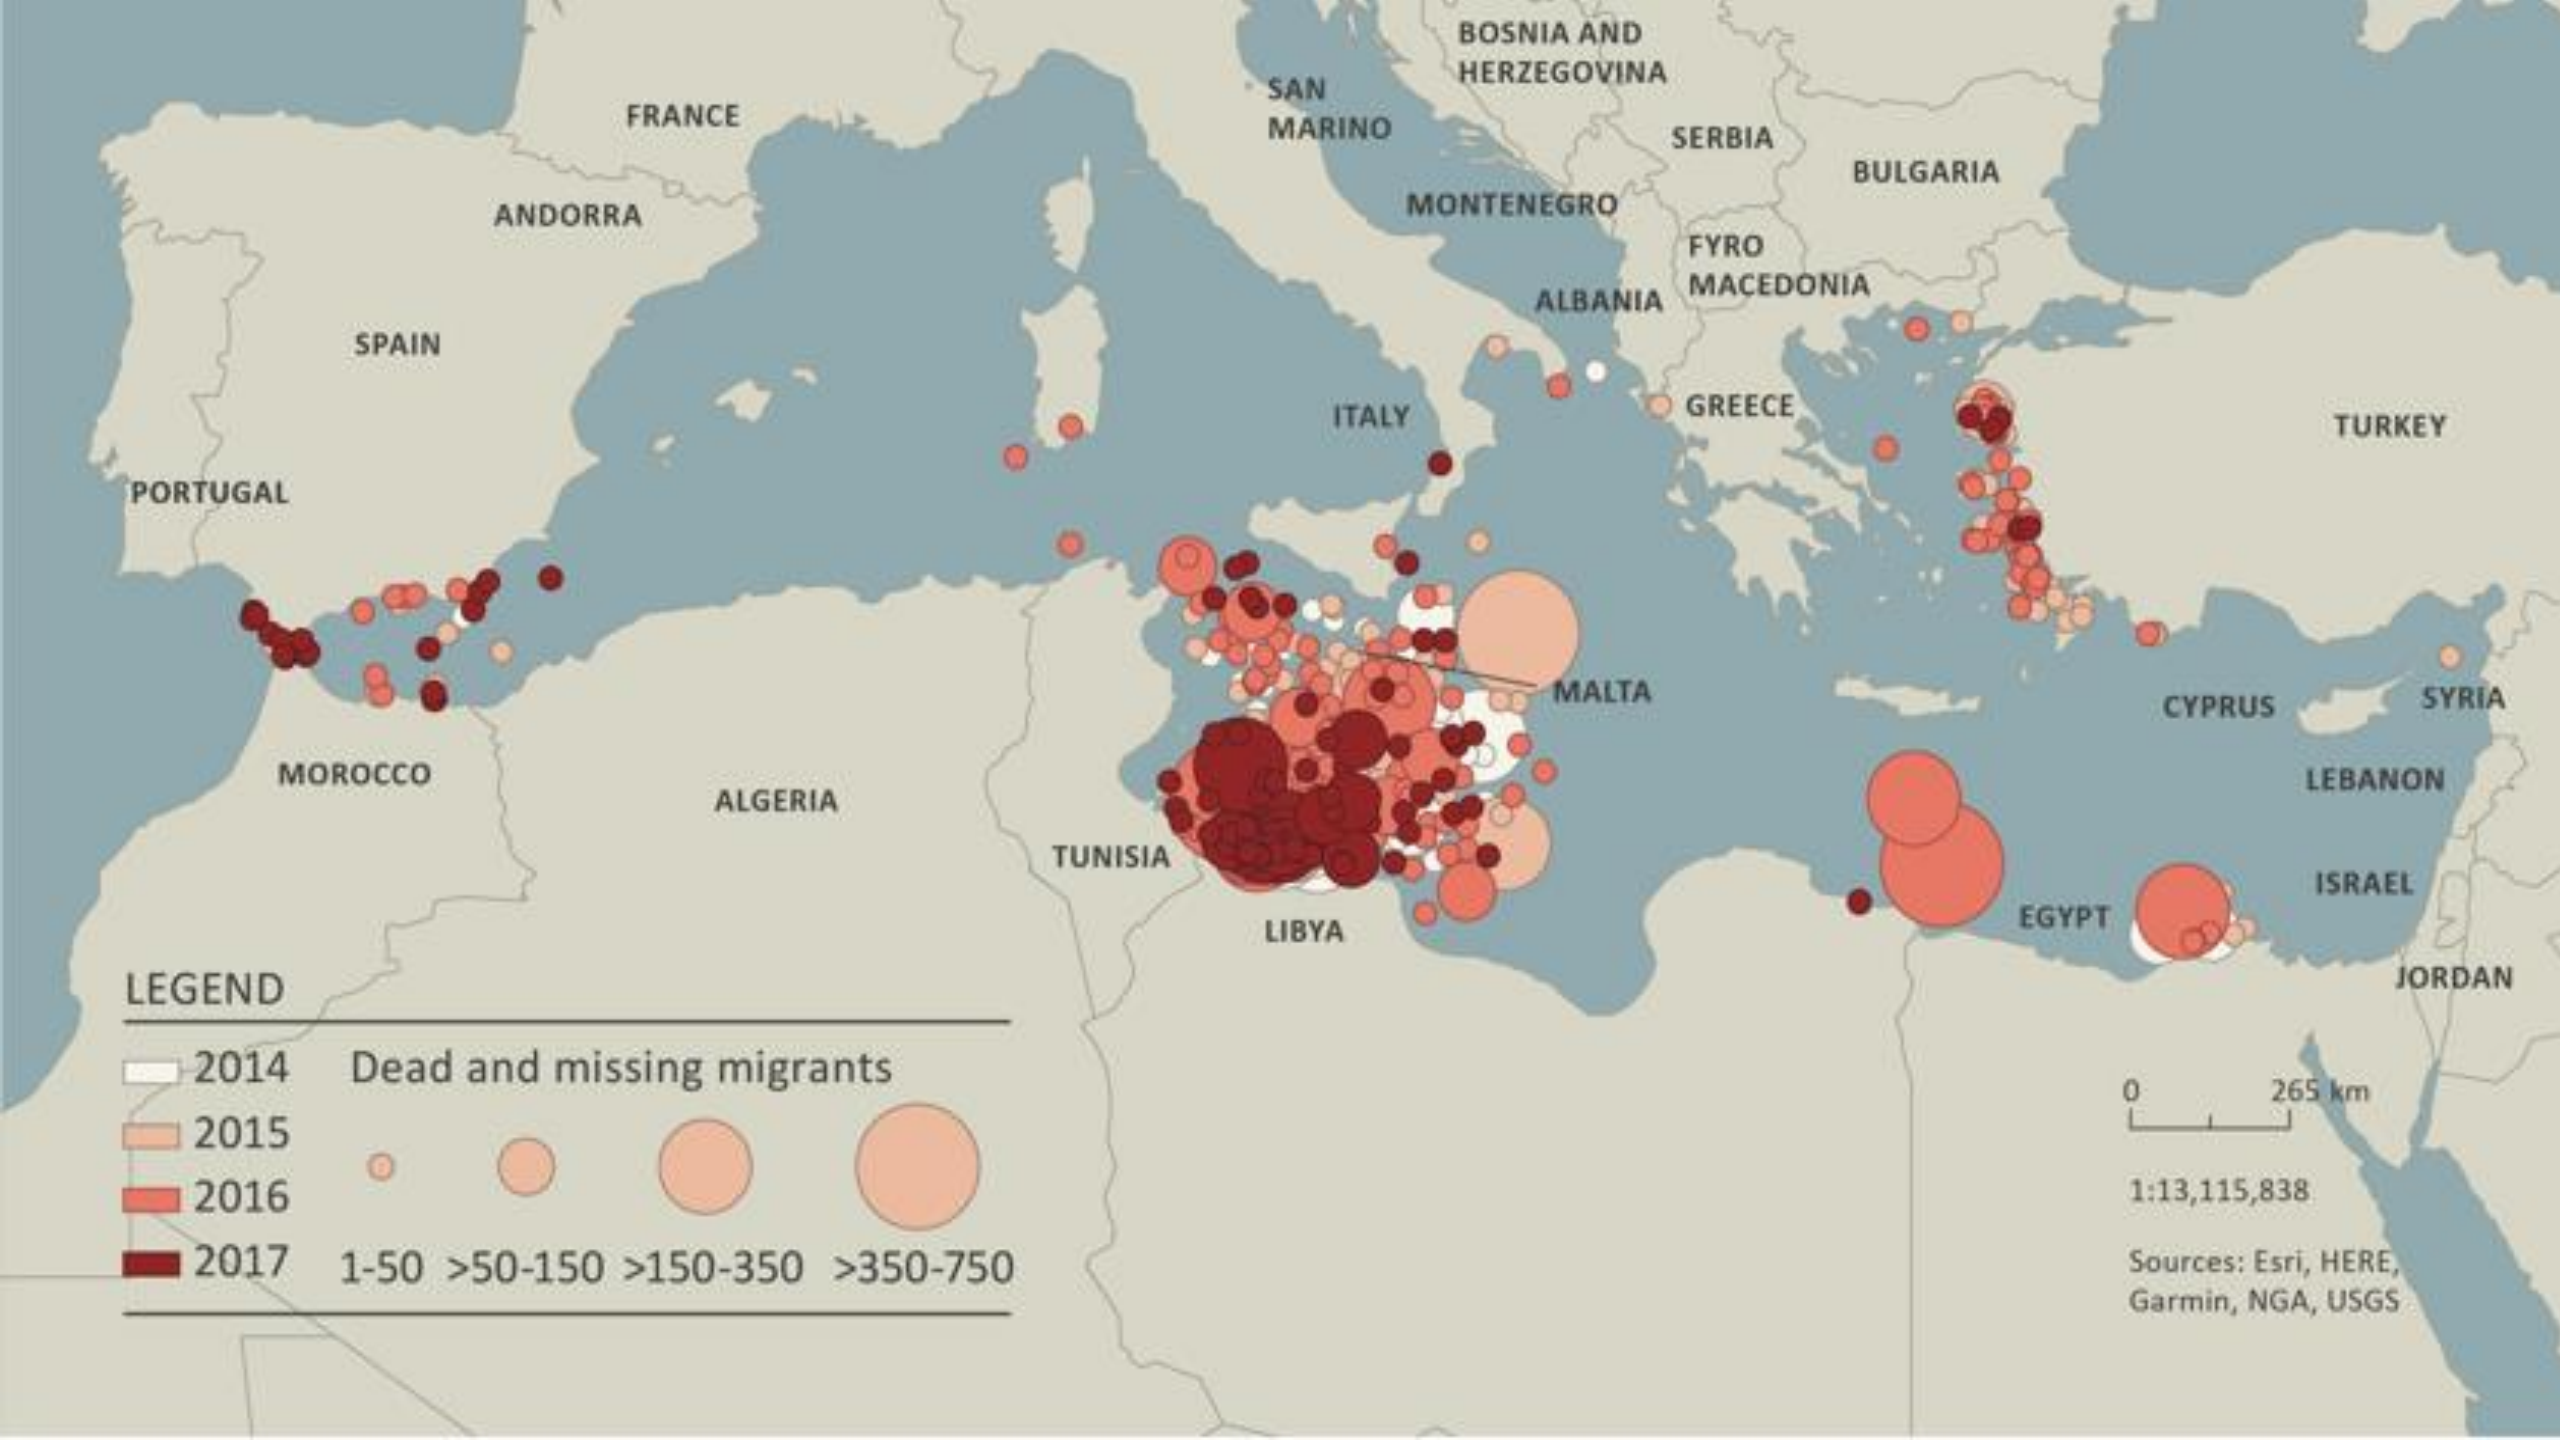 BOSNIA AND
HERZEGOVINA
SAN
MARINO
FRANCE
SERBIA
BULGARIA
ANDORRA
MONTENEGRO
FYRO
MACEDONIA
ALBANIA
SPAIN
ITALY
GREECE
TURKEY
PORTUGAL
MALTA
CYPRUS
SYRIA
MOROCCO
ALGERIA
LEBANON
TUNISIA
ISRAEL
LIBYA
EGYPT
JORDAN
LEGEND
2014
2015
2016
2017
Dead and missing migrants
1-50 >50-150 >150-350 >350-750
0 265 km
1:13,115,838
Sources: Esri, HERE,
Garmin, NGA, USGS